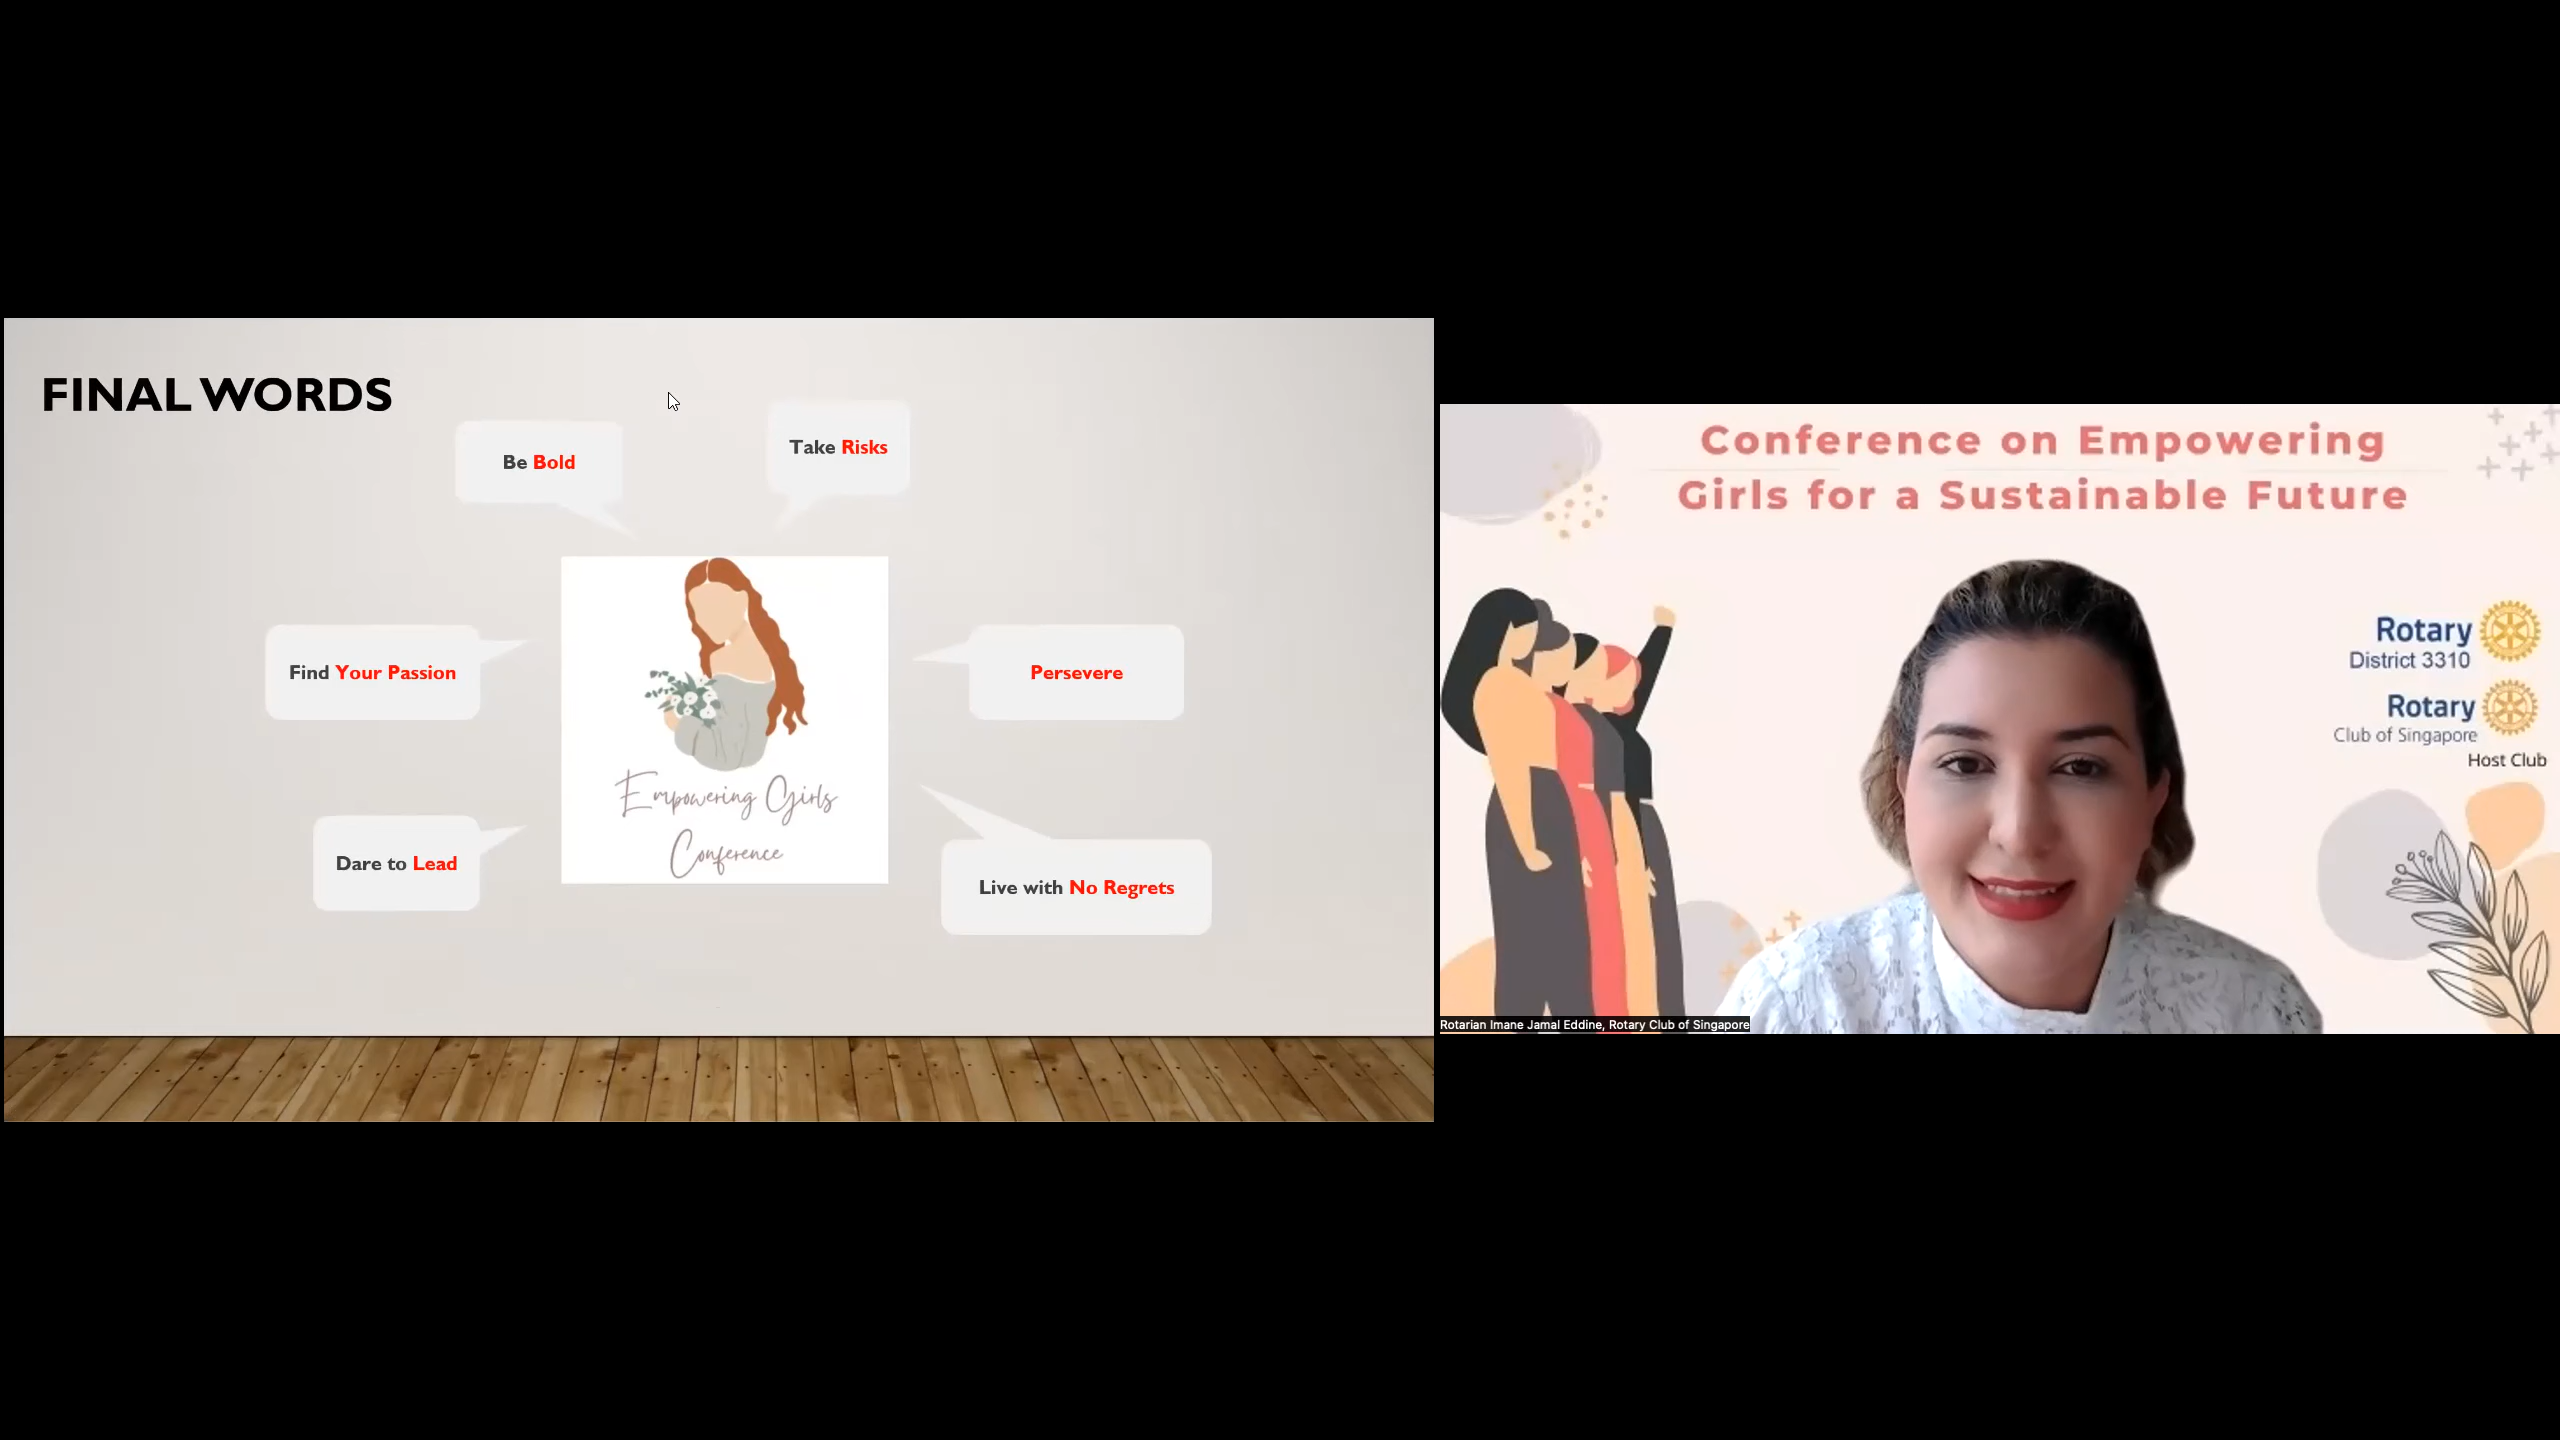 FINAL WORDS
Be Bold
Take Risks
Find Your Passion
Persevere
Dare to Lead
Live with No Regrets
Empowering Girls
Conference
Conference on Empowering
Girls for a Sustainable Future
Rotary
District 3310
Rotary
Club of Singapore
Host Club
Rotarian Imane Jamal Eddine, Rotary Club of Singapore